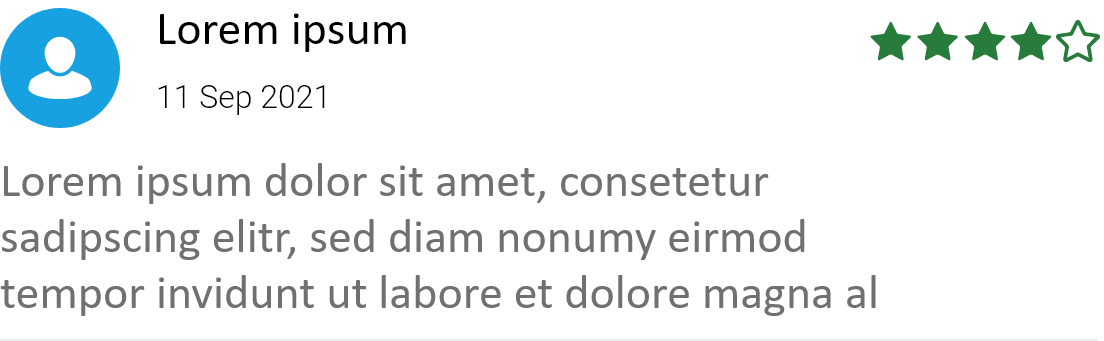 Lorem ipsum
11 Sep 2021
Lorem ipsum dolor sit amet, consetetur
sadipscing elitr, sed diam nonumy eirmod
tempor invidunt ut labore et dolore magna al